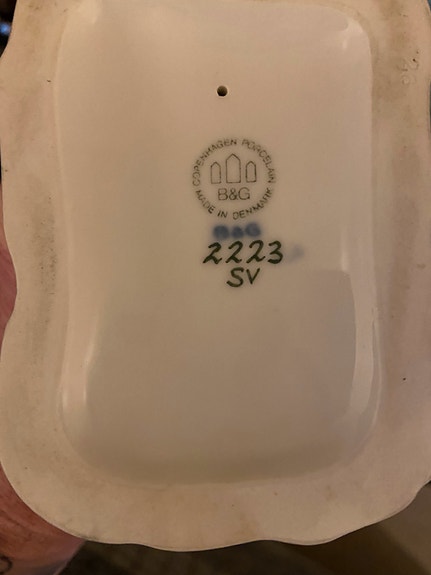 COPENHAGEN PORCELAIN
B&G
MADE IN DENMARK
B&G
2223
SV